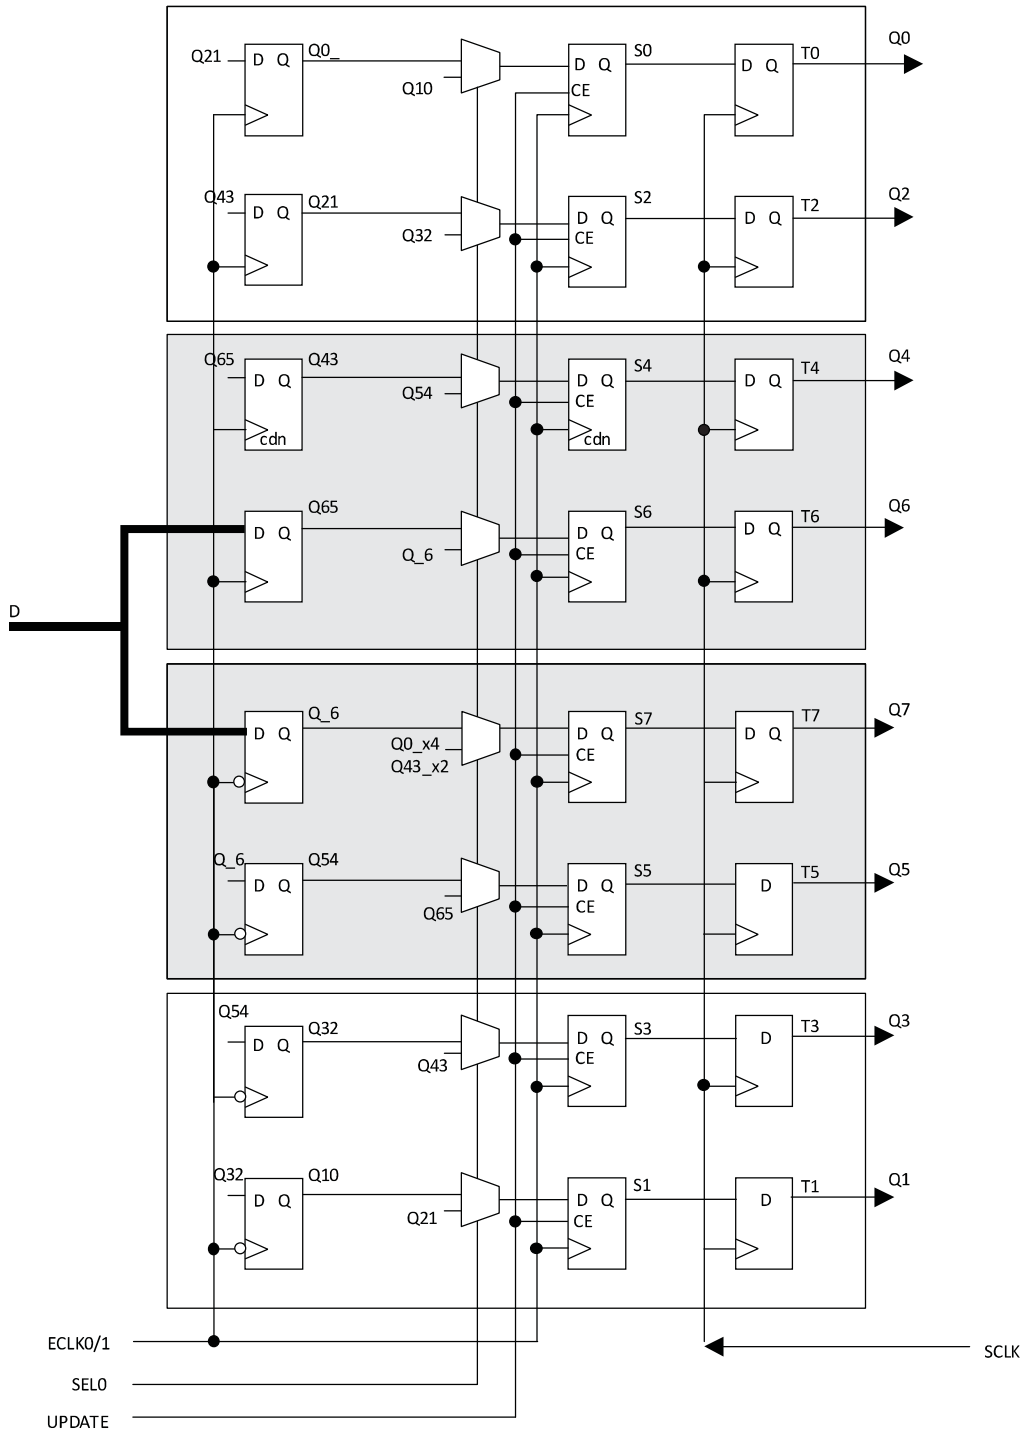 Q21 D Q Q0_ Q10 D Q CE S0 D Q T0 Q0
Q43 D Q Q21 Q32 D Q CE S2 D Q T2 Q2
Q65 D Q cdn Q43 Q54 D Q CE cdn S4 D Q T4 Q4
D Q Q65 Q_6 D Q CE S6 D Q T6 Q6
D
D Q Q_6 Q0_x4 Q43_x2 D Q CE S7 D Q T7 Q7
Q_6 D Q Q54 Q65 D Q CE S5 D T5 Q5
Q54 D Q Q32 Q43 D Q CE S3 D T3 Q3
Q32 D Q Q10 Q21 D Q CE S1 D T1 Q1
ECLK0/1
SCLK
SEL0
UPDATE